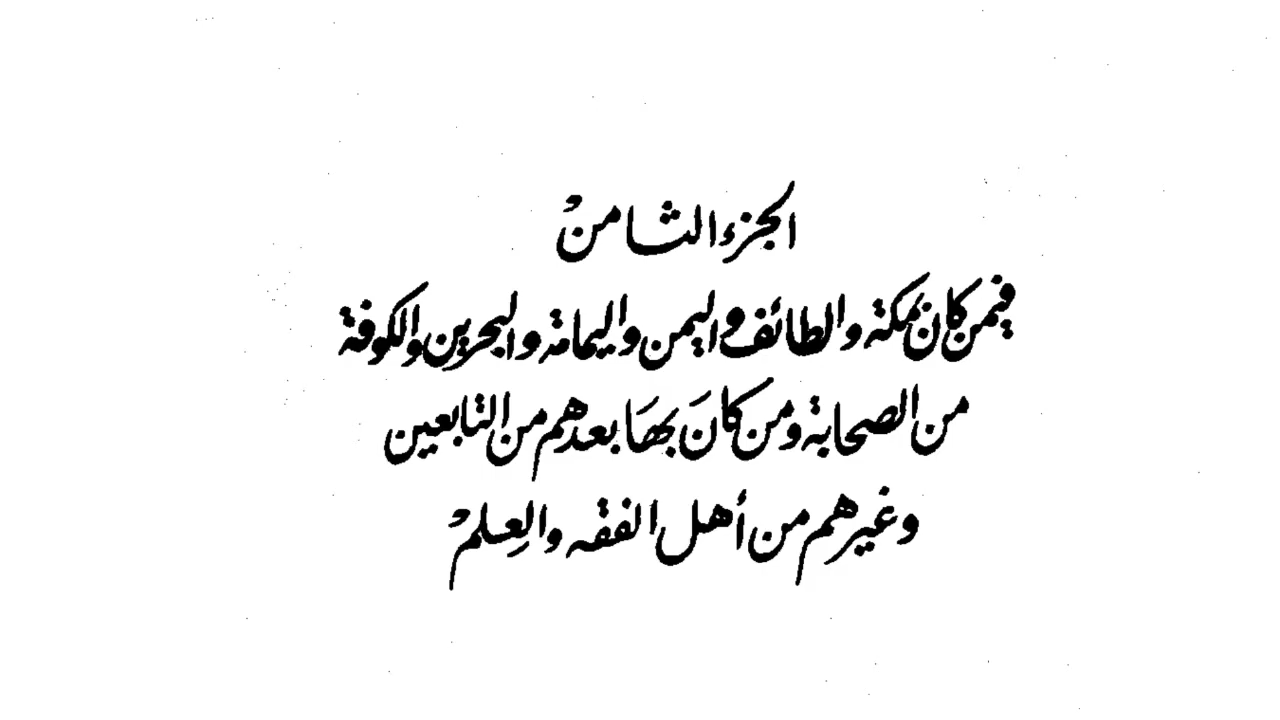 الجزء الثامن
فيمن كان بمكة والطائف واليمن واليمامة والبحرين والكوفة
من الصحابة ومن كانَ بهَا بعدهم من التابعين
وغيرهم من أهل الفقه والعِلمْ